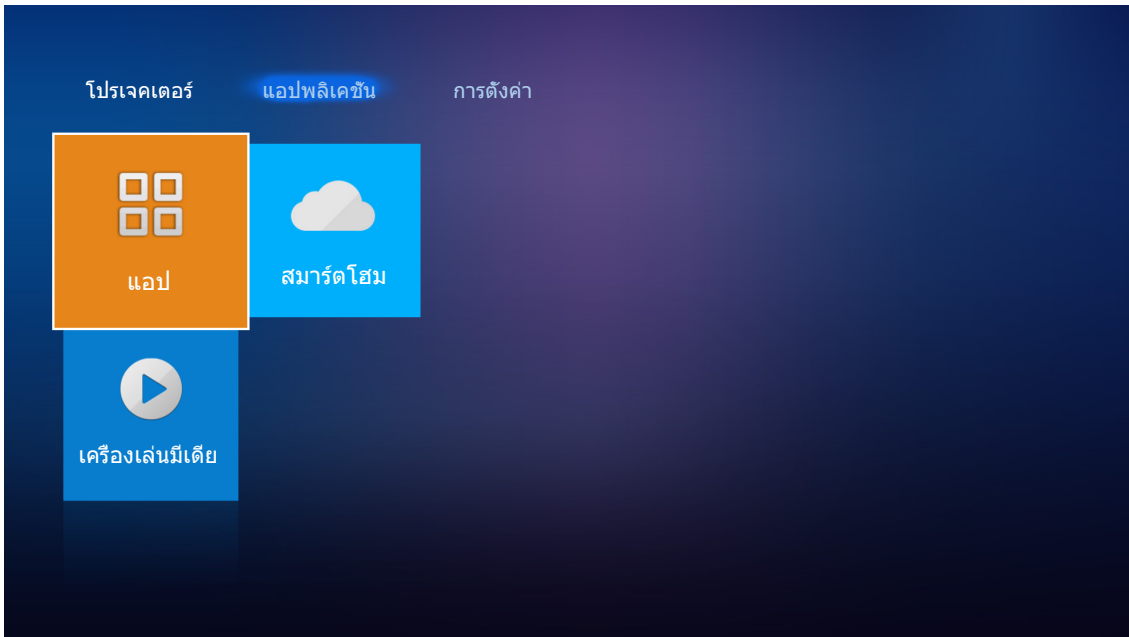 โปรเจคเตอร์ แอปพลิเคชัน การตั้งค่า
แอป
สมาร์ตโฮม
เครื่องเล่นมีเดีย